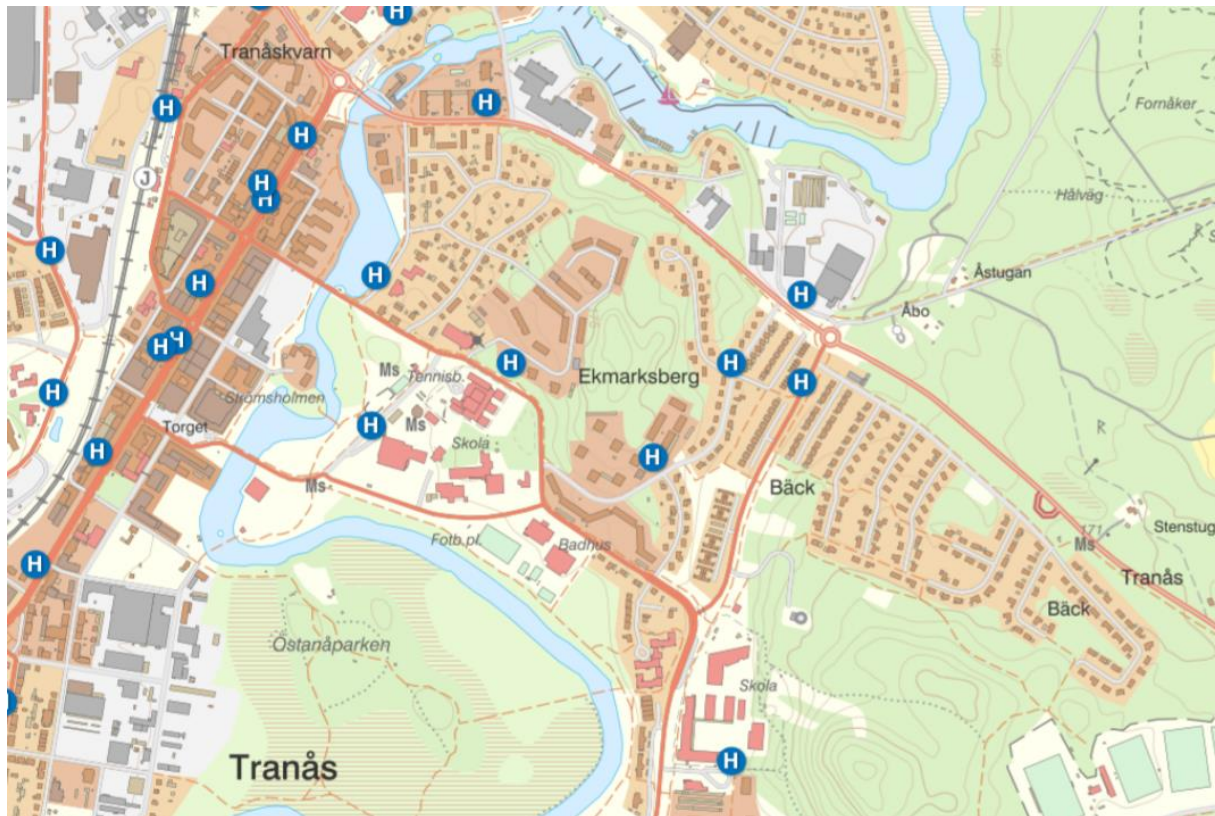 H
H
Tranåskvarn
H
H
H
Fornåker
J
H
H
Hålväg
H
H
Åstugan
H
H
Åbo
H
H
H
H
Ms
Tennisb.
Ekmarksberg
H
H
Strömsholmen
H
Ms
Torget
R
H
Skola
H
Ms
Bäck
171
Stenstug
Ms
Fotb.pl.
Badhus
H
Tranås
Bäck
Östanåparken
Skola
H
Tranås